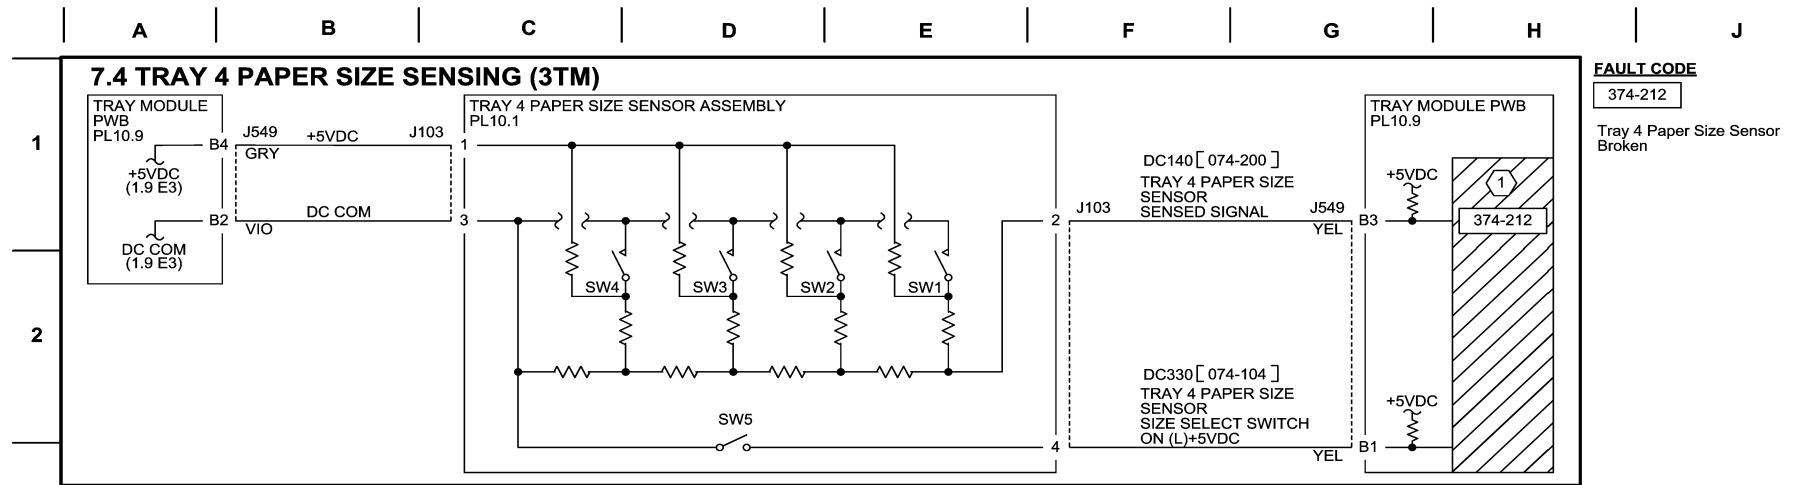 A B C D E F G H J
7.4 TRAY 4 PAPER SIZE SENSING (3TM)
FAULT CODE
374-212
Tray 4 Paper Size Sensor
Broken
1
2
TRAY MODULE
PWB
PL10.9
B4
+5VDC
(1.9 E3)
B2
DC COM
(1.9 E3)
J549
+5VDC
J103
GRY
DC COM
VIO
TRAY 4 PAPER SIZE SENSOR ASSEMBLY
PL10.1
1
3
SW4
SW3
SW2
SW1
SW5
2
4
DC140 [ 074-200 ]
TRAY 4 PAPER SIZE
SENSOR
SENSED SIGNAL
J103
J549
YEL
DC330 [ 074-104 ]
TRAY 4 PAPER SIZE
SENSOR
SIZE SELECT SWITCH
ON (L)+5VDC
YEL
TRAY MODULE PWB
PL10.9
+5VDC
B3
1
374-212
+5VDC
B1